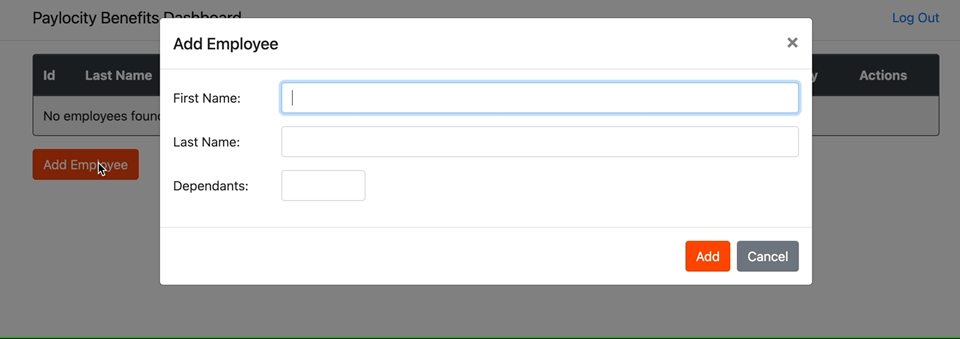 Paylocity Benefits Dashboard
Log Out
Add Employee
×
Id Last Name Actions
First Name:
No employees found
Last Name:
Add Employee
Dependants:
Add Cancel